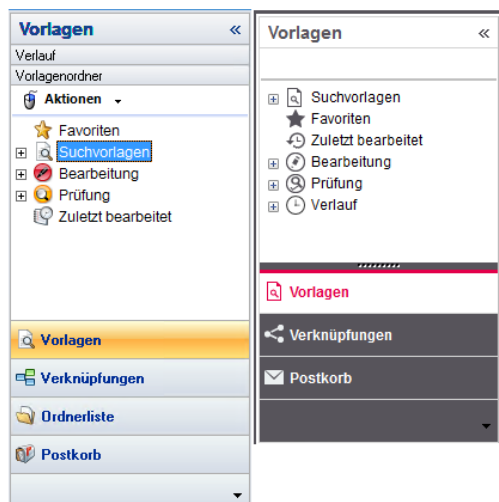 Vorlagen «
Verlauf
Vorlagenordner
Aktionen
Favoriten
Suchvorlagen
Bearbeitung
Prüfung
Zuletzt bearbeitet
Vorlagen
Verknüpfungen
Ordnerliste
Postkorb
Vorlagen «
Suchvorlagen
Favoriten
Zuletzt bearbeitet
Bearbeitung
Prüfung
Verlauf
Vorlagen
Verknüpfungen
Postkorb